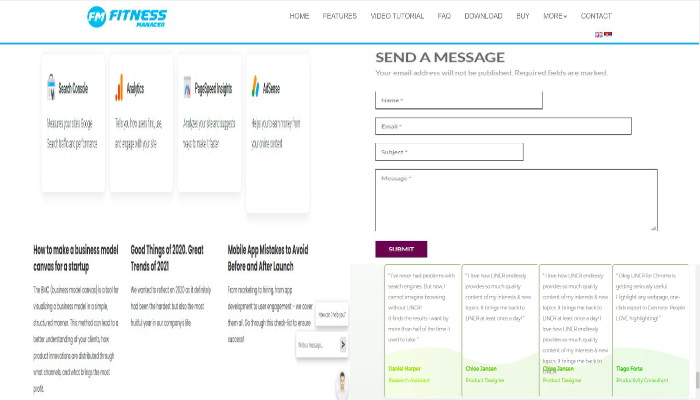 FM FITNESS
MANAGER
HOME FEATURES VIDEO TUTORIAL FAQ DOWNLOAD BUY MORE CONTACT
Search Console
Measures your sites Google
Search traffic and performance
Analytics
Tells you how users find, use,
and engage with your site
PageSpeed Insights
Analyzes your site and suggests
ways to make it faster
AdSense
Helps you to earn money from
your online content
How to make a business model
canvas for a startup
The BMC (business model canvas) is a tool for
visualizing a business model in a simple,
structured manner. This method can lead to a
better understanding of your clients, how
product innovations are distributed through
what channels, and what brings the most
profit.
Good Things of 2020. Great
Trends of 2021
We wanted to reflect on 2020 as it definitely
had been the hardest but also the most
fruitful year in our company's life
Mobile App Mistakes to Avoid
Before and After Launch
From marketing to hiring, from app
development to user engagement – we cover
them all. Go through this check-list to ensure
success!
How can I help you?
Write a message...
SEND A MESSAGE
Your email address will not be published. Required fields are marked.
Name *
Email *
Subject *
Message *
SUBMIT
" I've never had problems with
search engines. But now, I
cannot imagine browsing
without LINER!
It finds the results I want by
more than half of the time it
used to take "
Daniel Harper
Research Assistant
" I love how LINER endlessly
provides so much quality
content of my interests & new
topics. It brings me back to
LINER at least once a day! "
Chloe Janssen
Product Designer
" I love how LINER endlessly
provides so much quality
content of my interests & new
topics. It brings me back to
LINER at least once a day! I
love how LINER endlessly
provides so much quality
content of my interests & new
topics. It brings me back to
LINER
Chloe Janssen
Product Designer
" Okay LINER for Chrome is
getting seriously useful
I highlight any webpage, one-
click export to Evernote. People
LOVE highlighting! "
Tiago Forte
Productivity Consultant